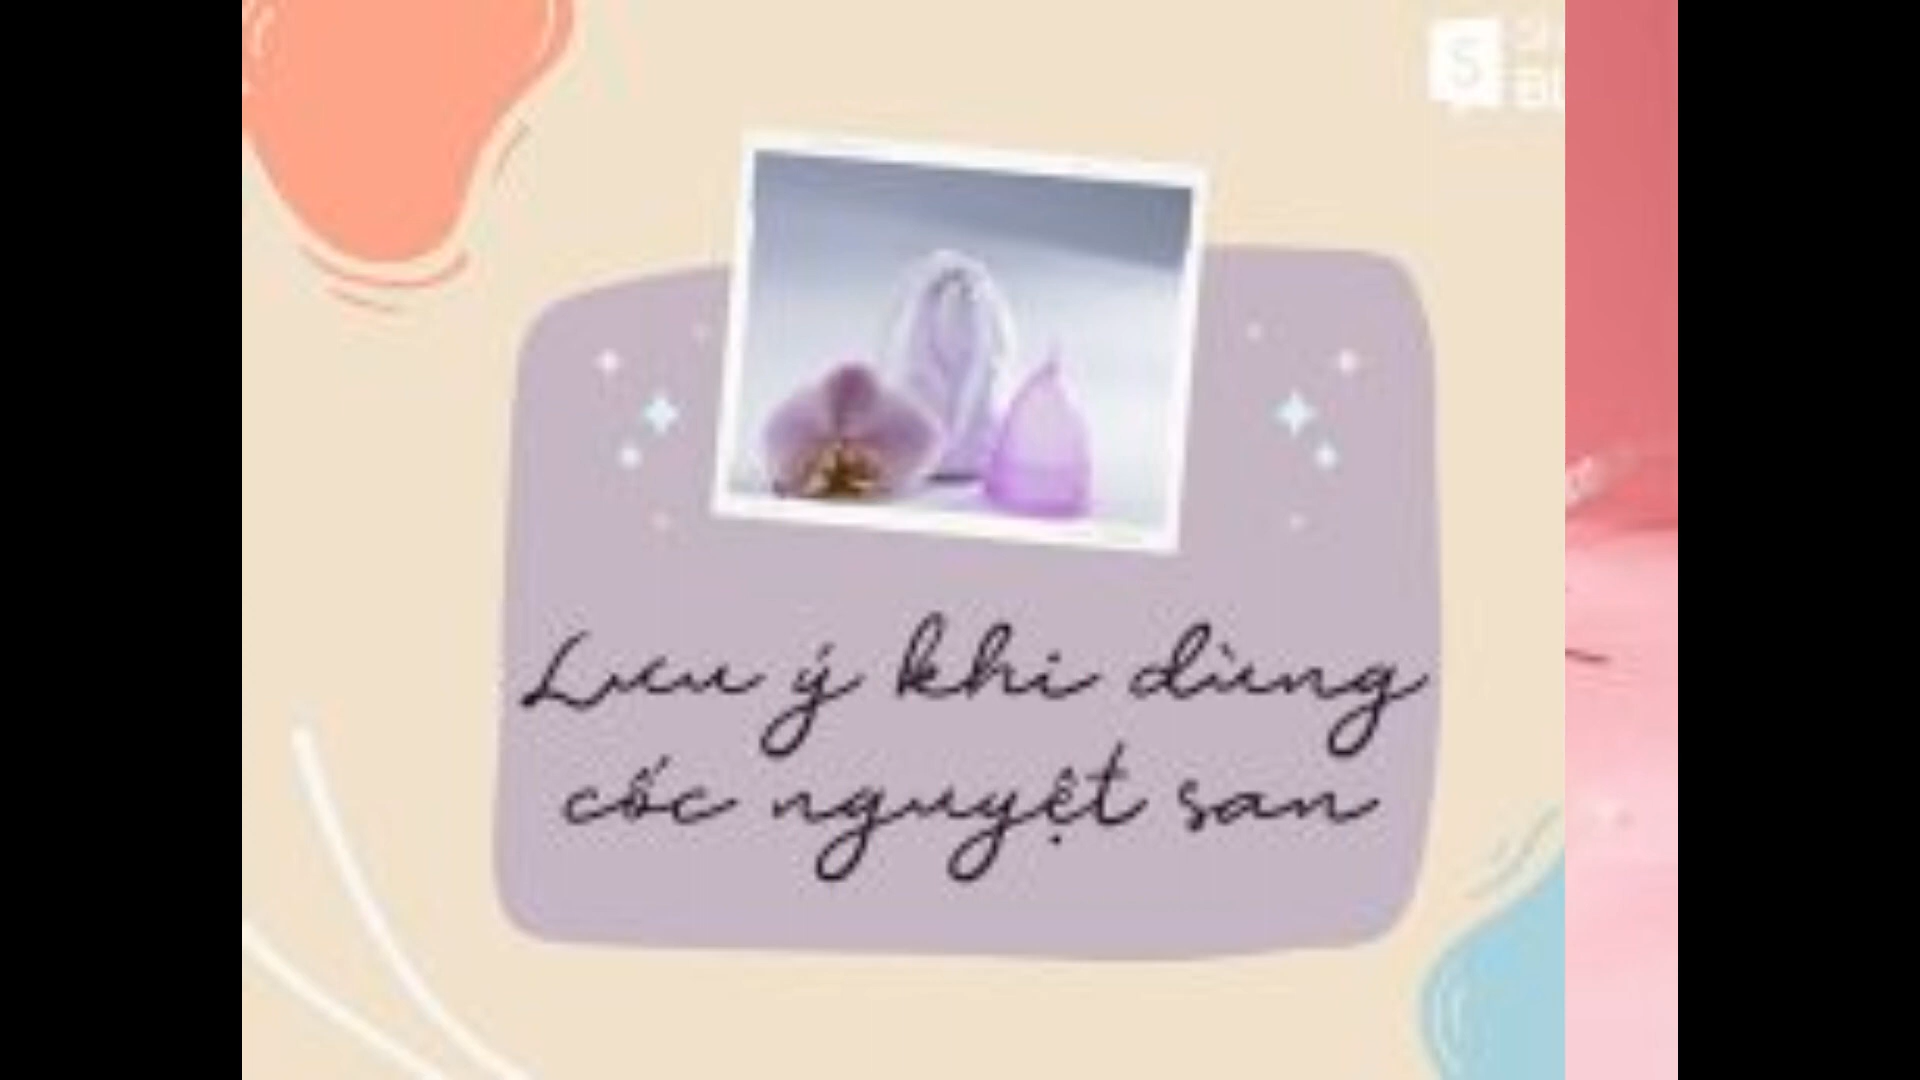 S
Lưu ý khi dùng
cốc nguyệt san